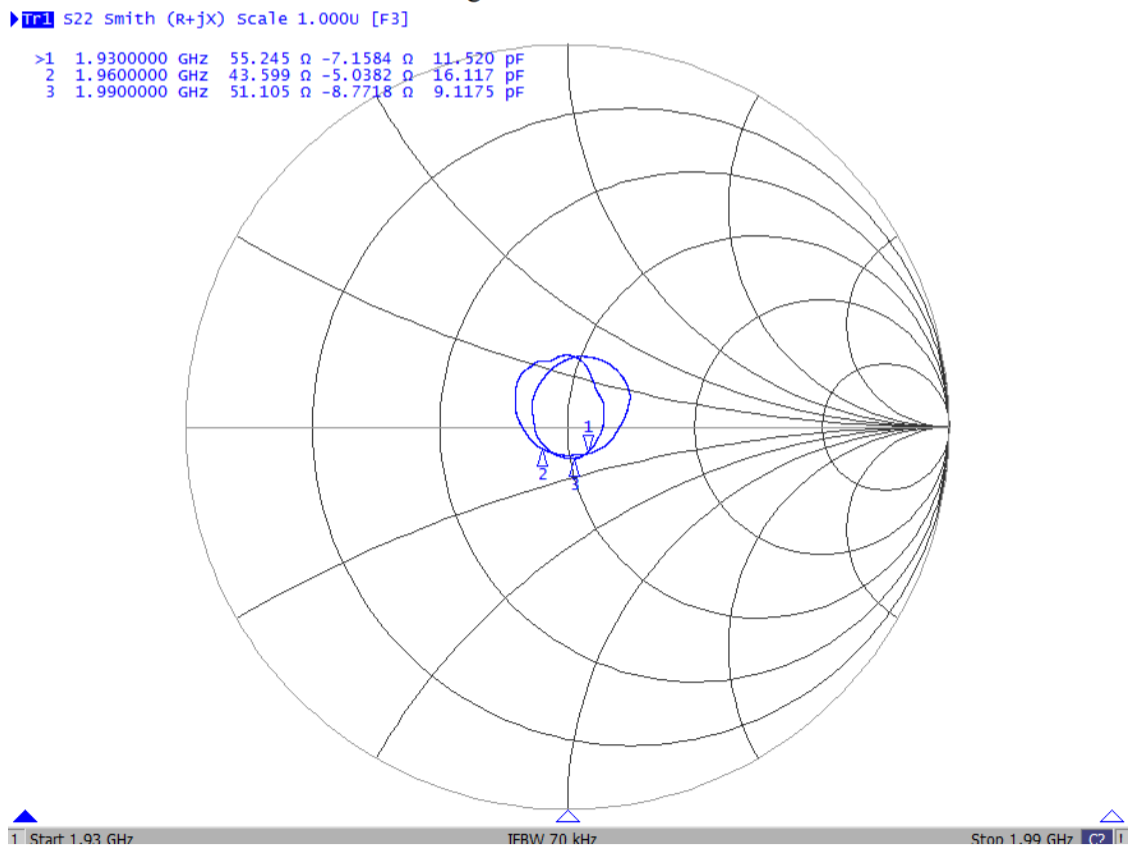 Tr1 S22 Smith (R+jX) Scale 1.000U [F3]
>1 1.9300000 GHz 55.245 Ω -7.1584 Ω 11.520 pF
2 1.9600000 GHz 43.599 Ω -5.0382 Ω 16.117 pF
3 1.9900000 GHz 51.105 Ω -8.7718 Ω 9.1175 pF
1
2
3
1 Start 1.93 GHz IFBW 70 kHz Stop 1.99 GHz C? !